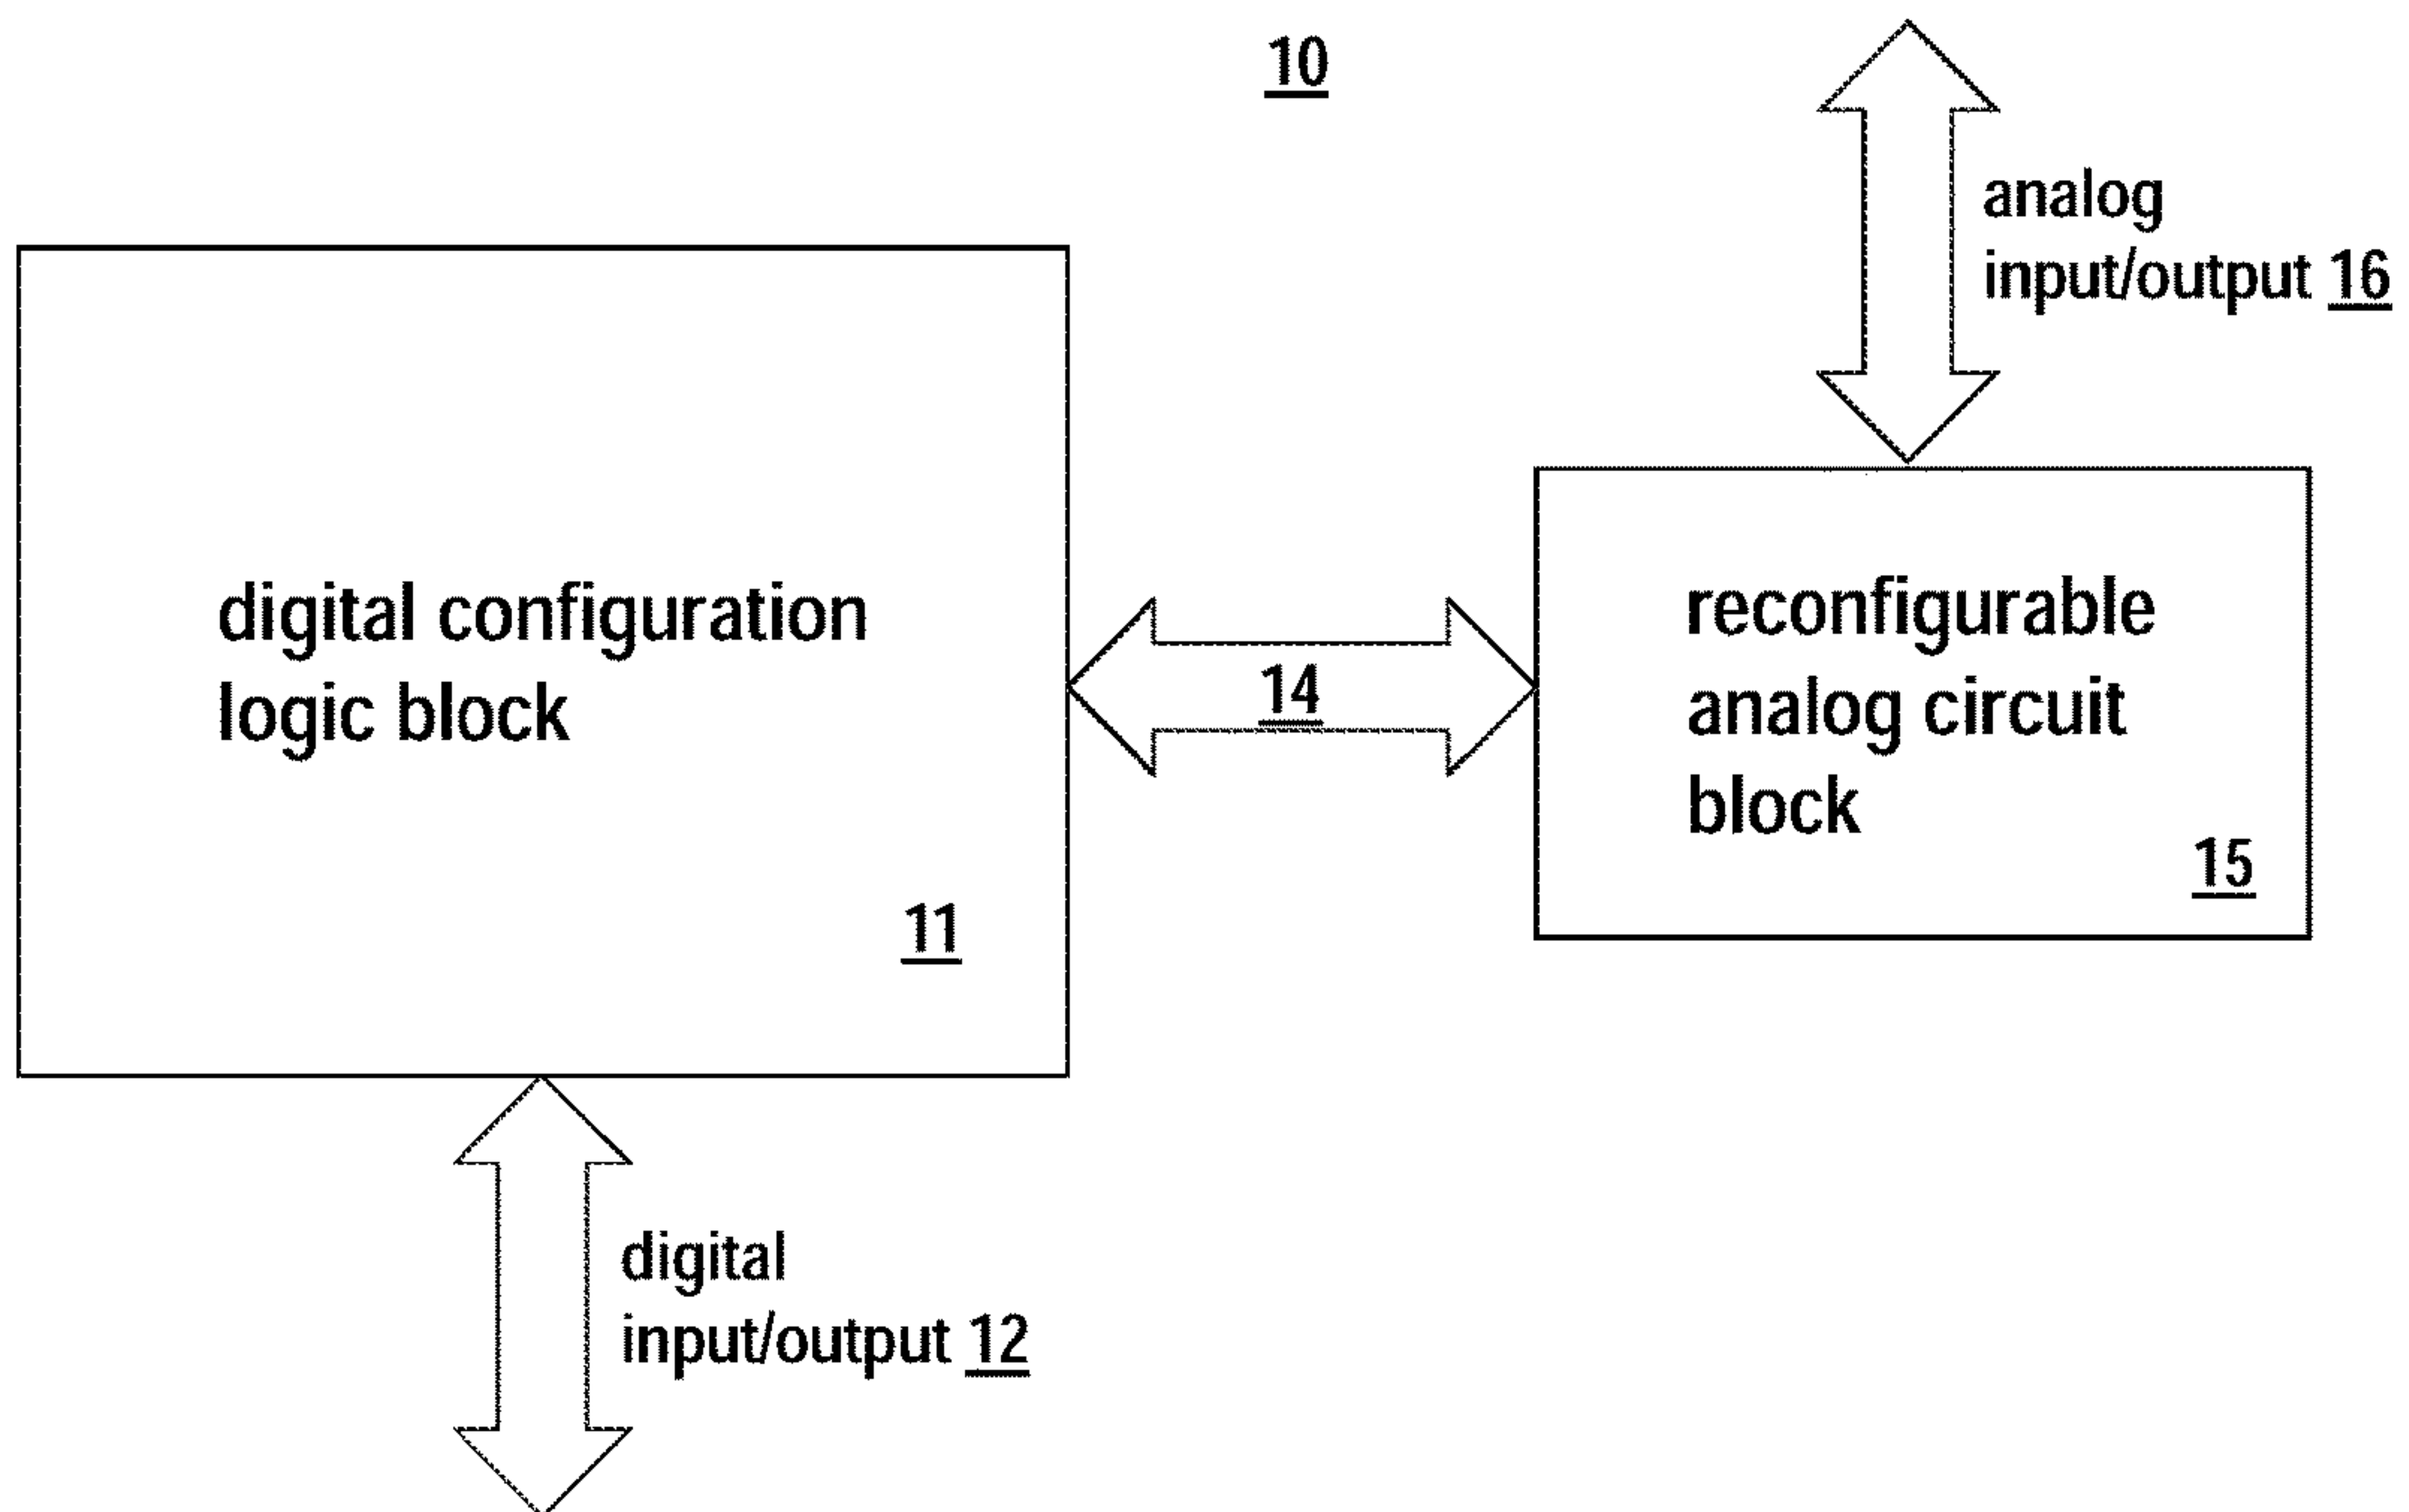 10
analog
input/output 16
digital configuration
logic block
11
14
reconfigurable
analog circuit
block
15
digital
input/output 12